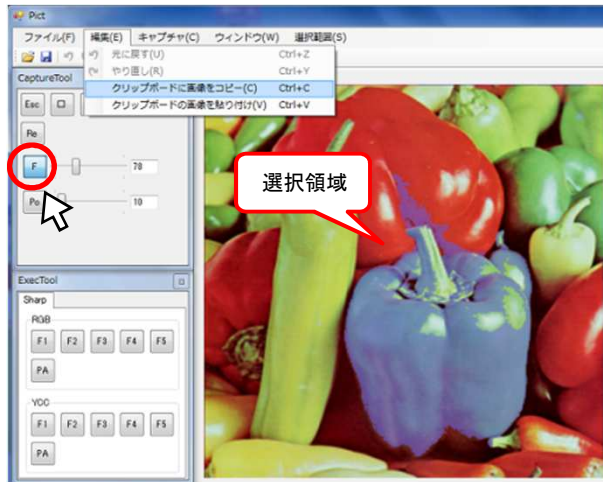 Pict
ファイル(F) 編集(E) キャプチャ(C) ウィンドウ(W) 選択範囲(S)
元に戻す(U) Ctrl+Z
やり直し(R) Ctrl+Y
クリップボードに画像をコピー(C) Ctrl+C
クリップボードの画像を貼り付け(V) Ctrl+V
CaptureTool
Esc
Re
F 78
Po 10
選択領域
ExecTool
Sharp
RGB
F1 F2 F3 F4 F5
PA
YCC
F1 F2 F3 F4 F5
PA